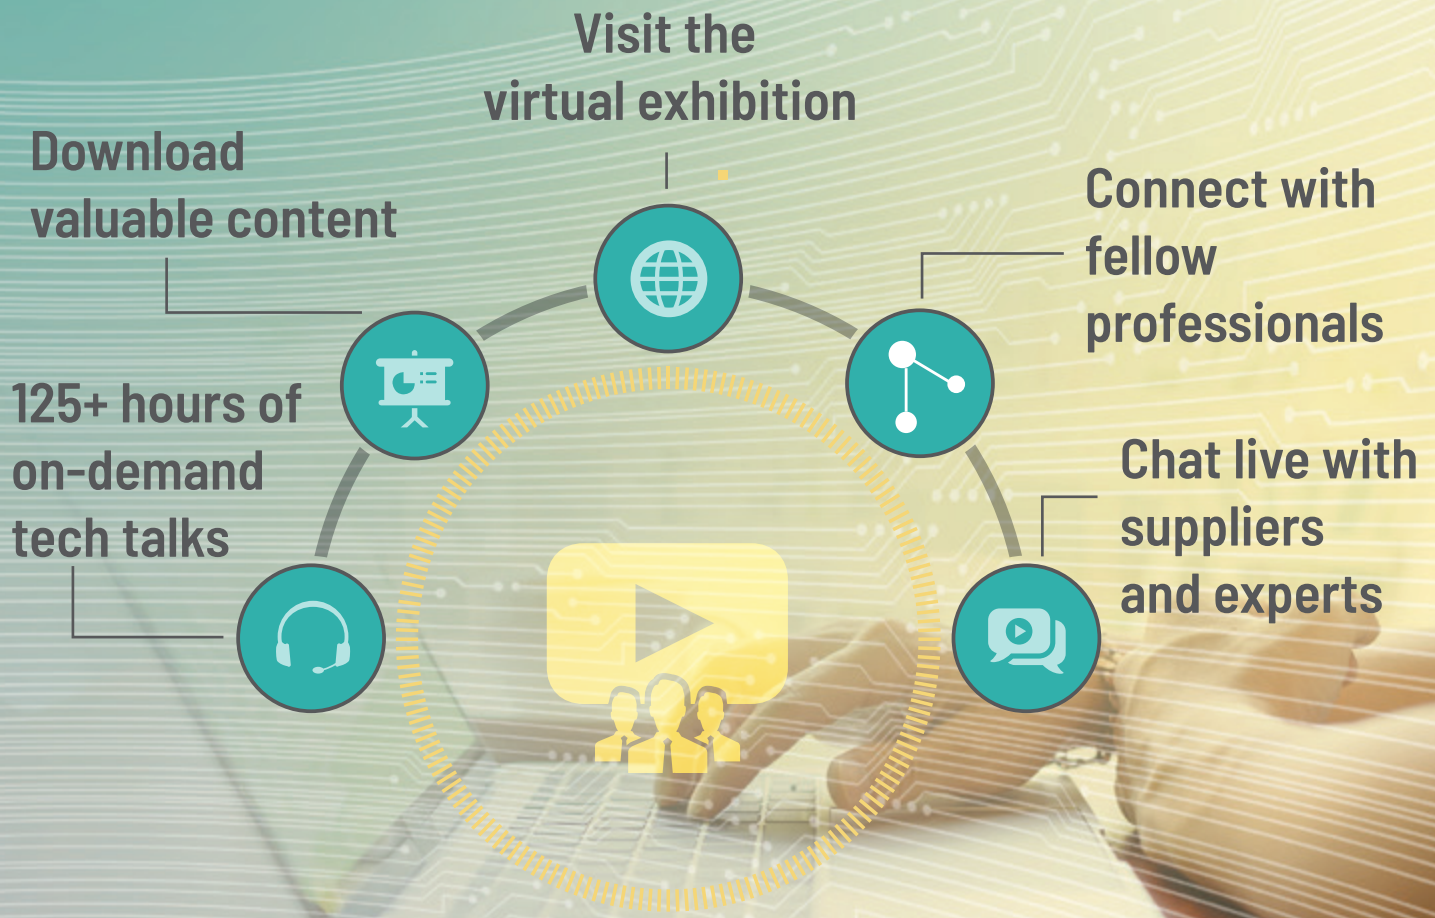 Visit the
virtual exhibition
Download
valuable content
Connect with
fellow
professionals
125+ hours of
on-demand
tech talks
Chat live with
suppliers
and experts